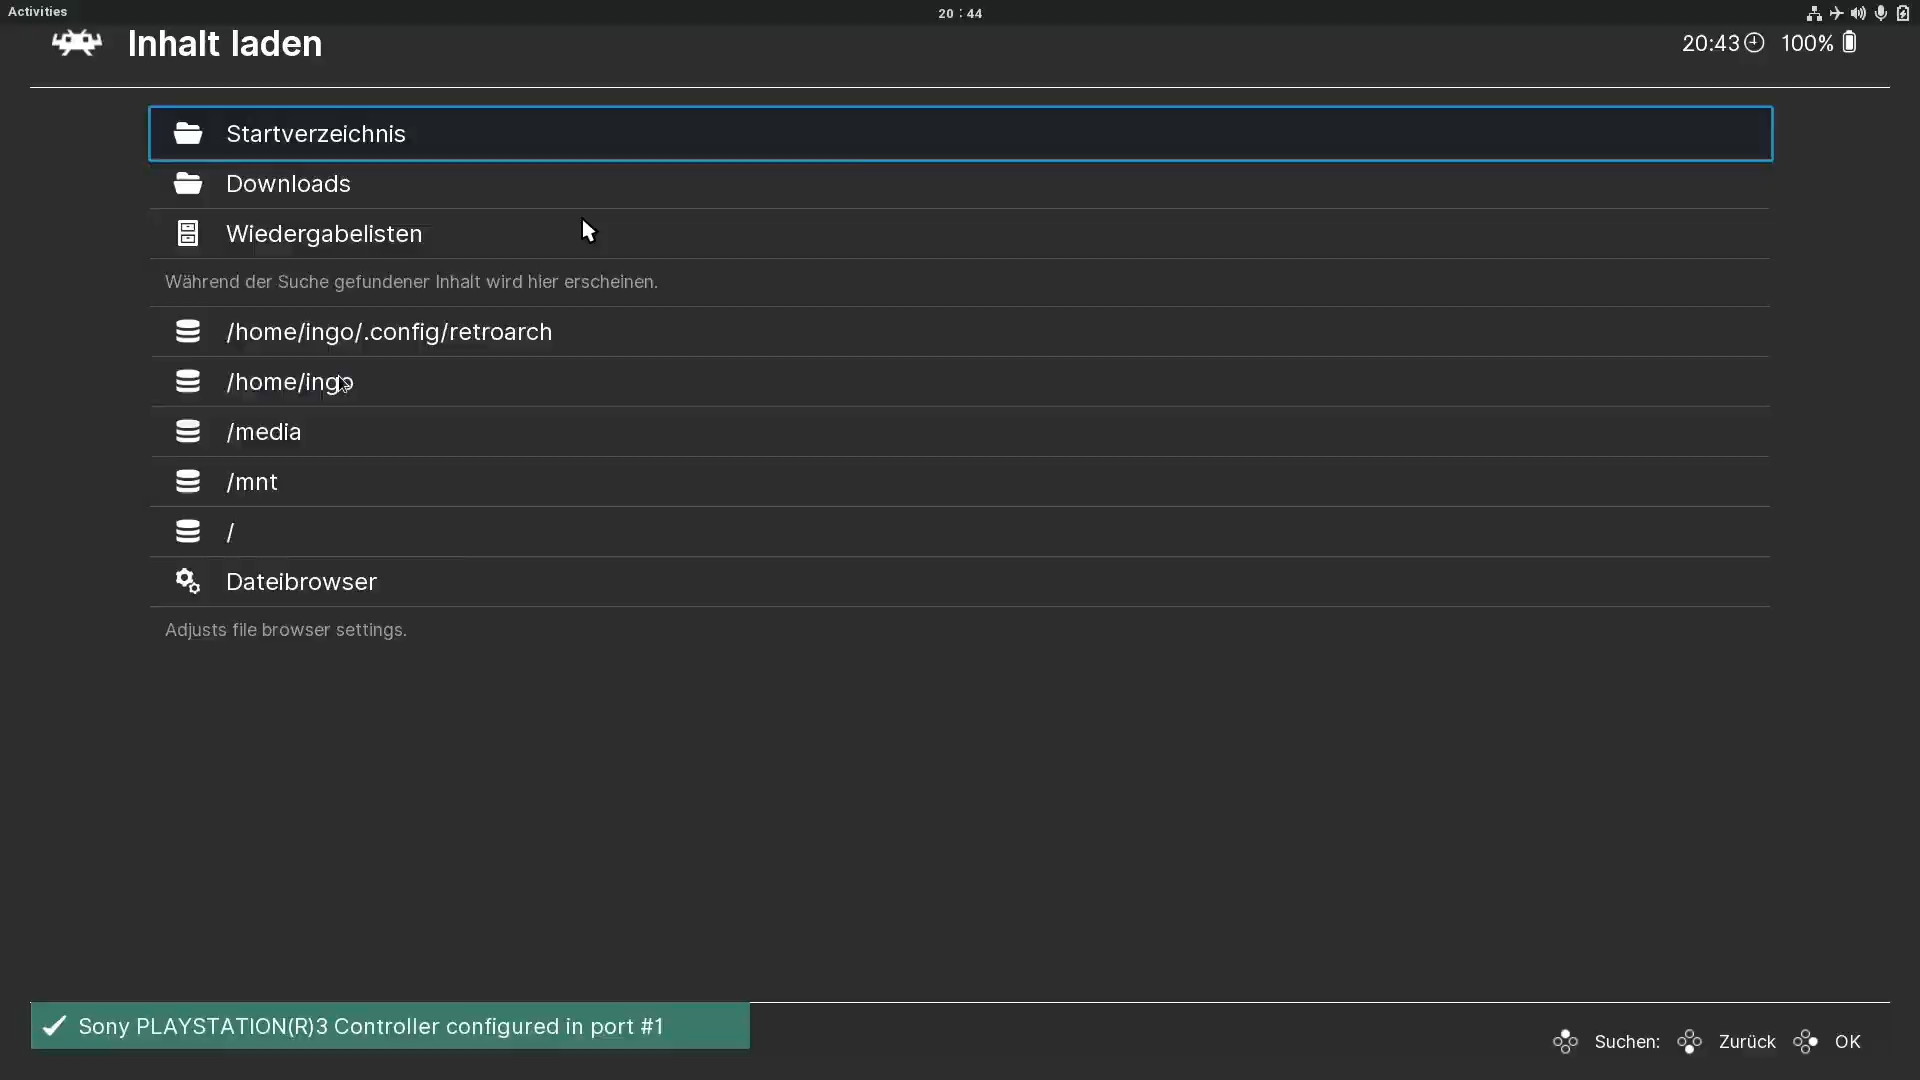 Activities
20 : 44
Inhalt laden
20:43 100%
Startverzeichnis
Downloads
Wiedergabelisten
Während der Suche gefundener Inhalt wird hier erscheinen.
/home/ingo/.config/retroarch
/home/ingo
/media
/mnt
/
Dateibrowser
Adjusts file browser settings.
Sony PLAYSTATION(R)3 Controller configured in port #1
Suchen: Zurück OK